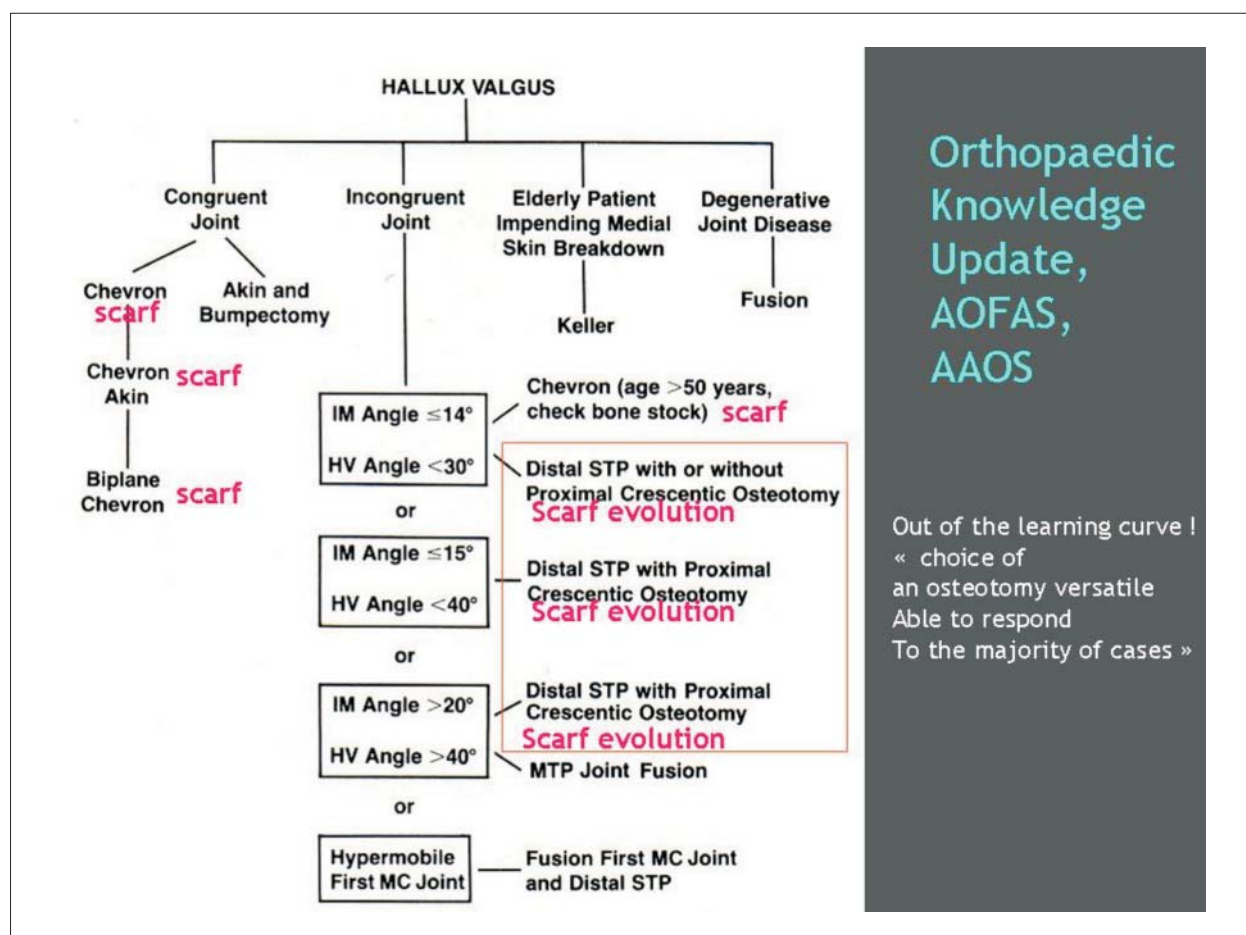 HALLUX VALGUS
Congruent
Joint
Incongruent
Joint
Elderly Patient
Impending Medial
Skin Breakdown
Degenerative
Joint Disease
Chevron
scarf
Akin and
Bumpectomy
Keller
Fusion
Chevron
Akin
scarf
Biplane
Chevron
scarf
IM Angle ≤14°
HV Angle <30°
Chevron (age >50 years,
check bone stock) scarf
Distal STP with or without
Proximal Crescentic Osteotomy
Scarf evolution
or
IM Angle ≤15°
HV Angle <40°
Distal STP with Proximal
Crescentic Osteotomy
Scarf evolution
or
IM Angle >20°
HV Angle >40°
Distal STP with Proximal
Crescentic Osteotomy
Scarf evolution
MTP Joint Fusion
or
Hypermobile
First MC Joint
Fusion First MC Joint
and Distal STP
Orthopaedic
Knowledge
Update,
AOFAS,
AAOS
Out of the learning curve !
« choice of
an osteotomy versatile
Able to respond
To the majority of cases »